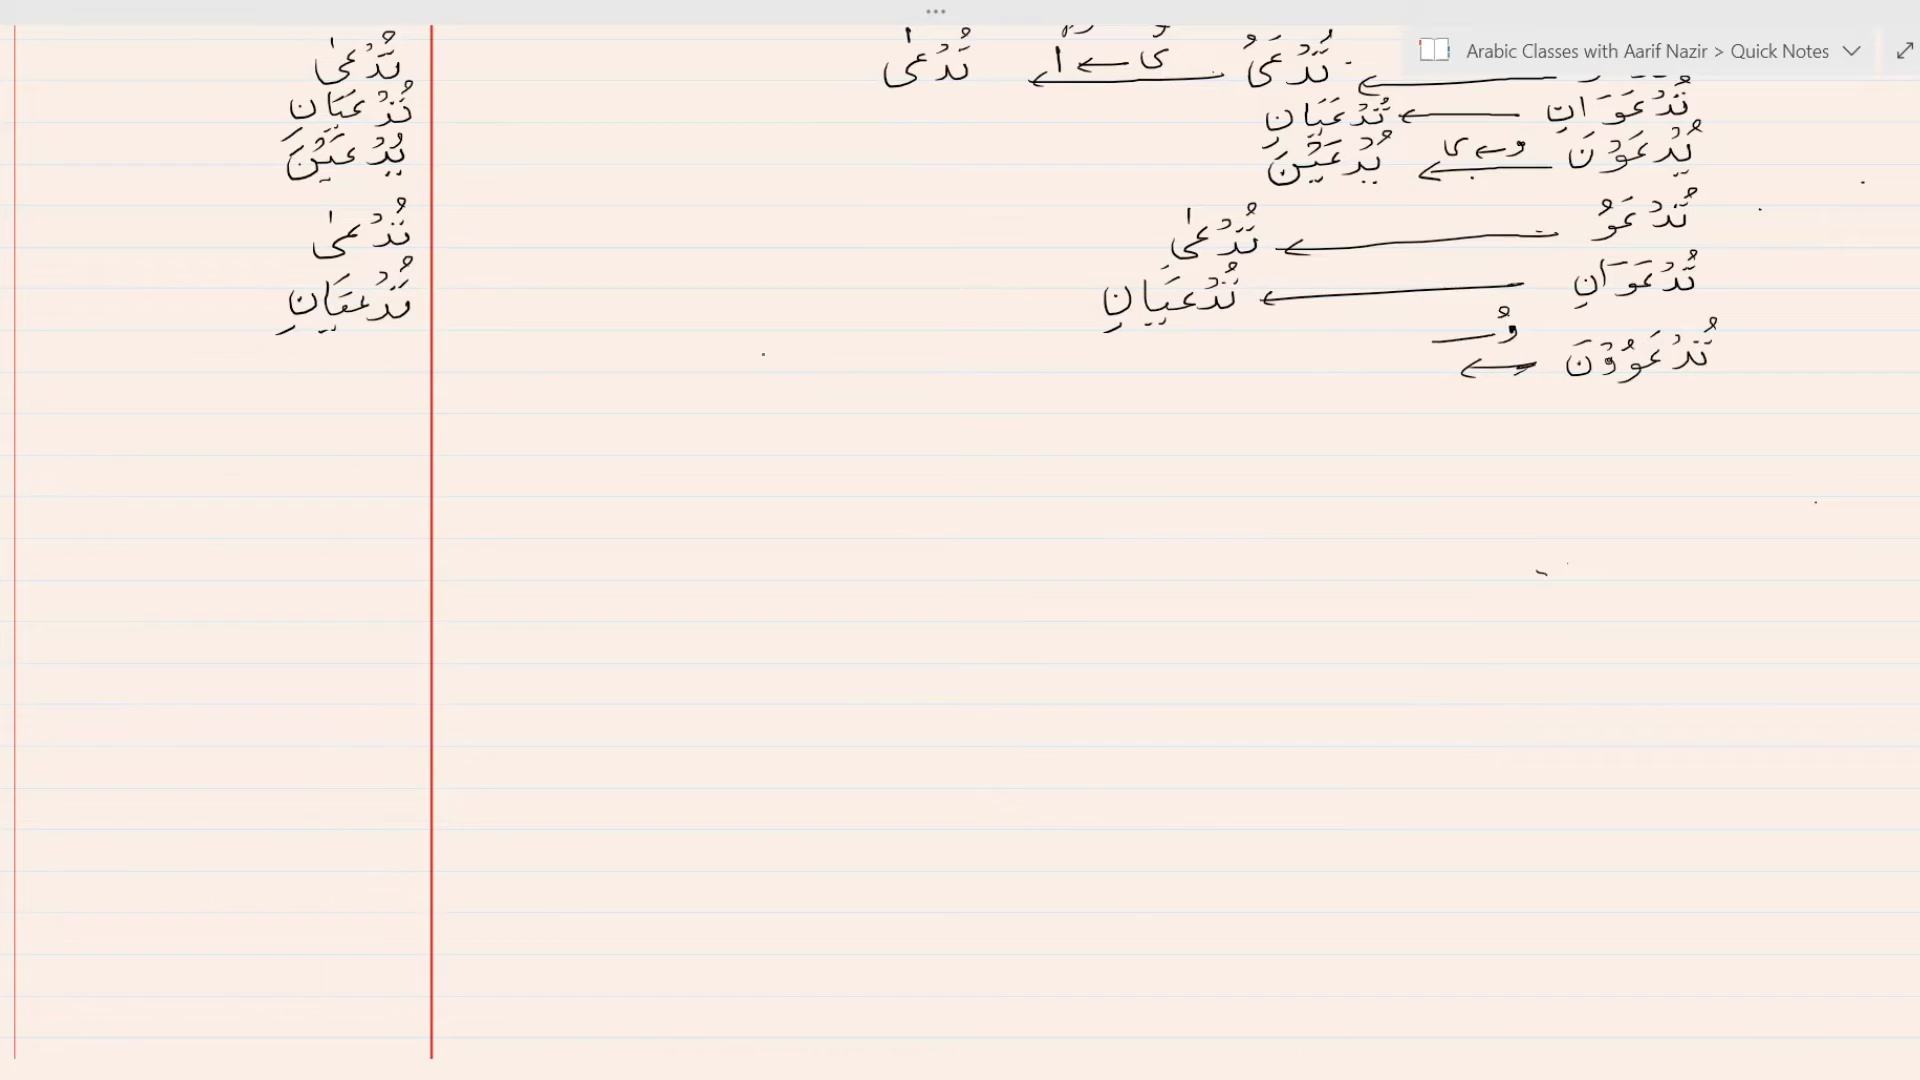 Arabic Classes with Aarif Nazir > Quick Notes
تُدْعَىُ ىُ ← ا تُدْعٰى تُدْعٰى
تُدْعَوَانِ ← تُدْعَيَانِ تُدْعَيَانِ
يُدْعَوْنَ و ← ى يُدْعَيْنَ يُدْعَيْنَ
تُدْعَوُ ← تُدْعٰى تُدْعٰى
تُدْعَوَانِ ← تُدْعَيَانِ تُدْعَيَانِ
تُدْعَوُوْنَ ← وُ